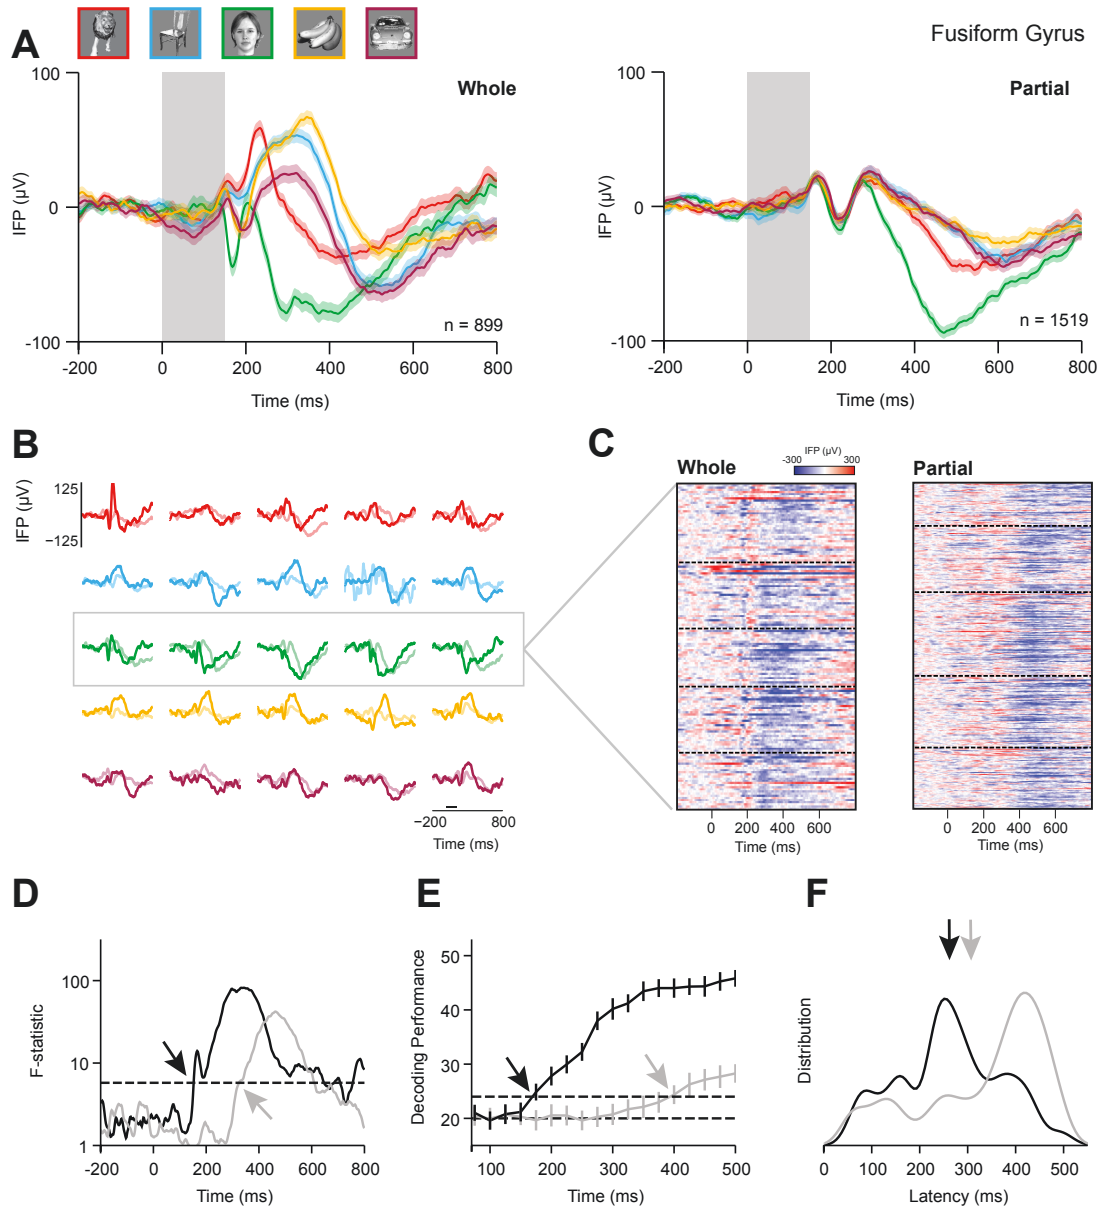 A
Fusiform Gyrus
Whole
100
0
-100
IFP (µV)
n = 899
-200 0 200 400 600 800
Time (ms)
Partial
100
0
-100
IFP (µV)
n = 1519
-200 0 200 400 600 800
Time (ms)
B
125
−125
IFP (µV)
−200 800
Time (ms)
C
IFP (µV)
-300 300
Whole
Partial
0 200 400 600
Time (ms)
0 200 400 600
Time (ms)
D
100
10
1
F-statistic
-200 0 200 400 600 800
Time (ms)
E
50
40
30
20
Decoding Performance
100 200 300 400 500
Time (ms)
F
Distribution
0 100 200 300 400 500
Latency (ms)